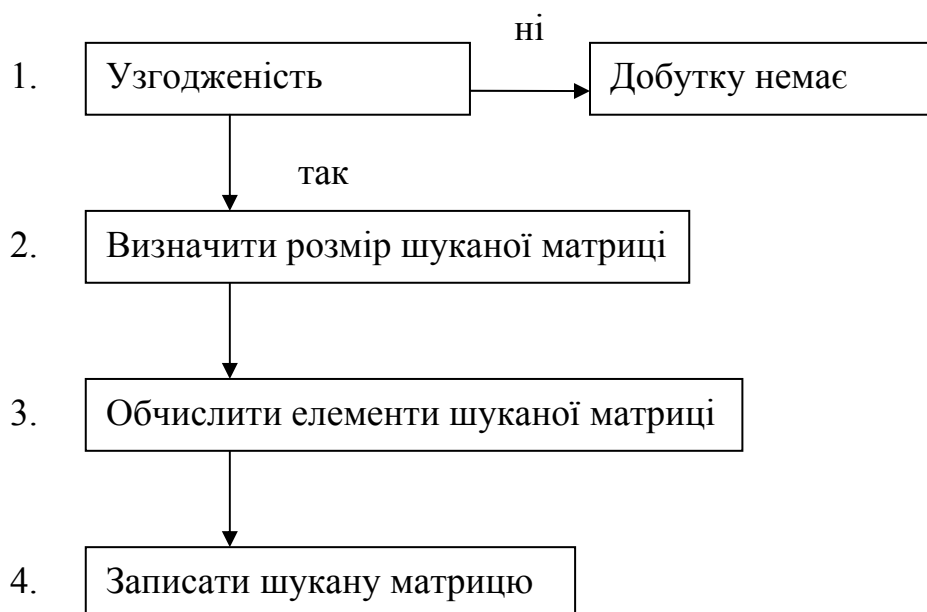 ні
1. Узгодженість Добутку немає
так
2. Визначити розмір шуканої матриці
3. Обчислити елементи шуканої матриці
4. Записати шукану матрицю